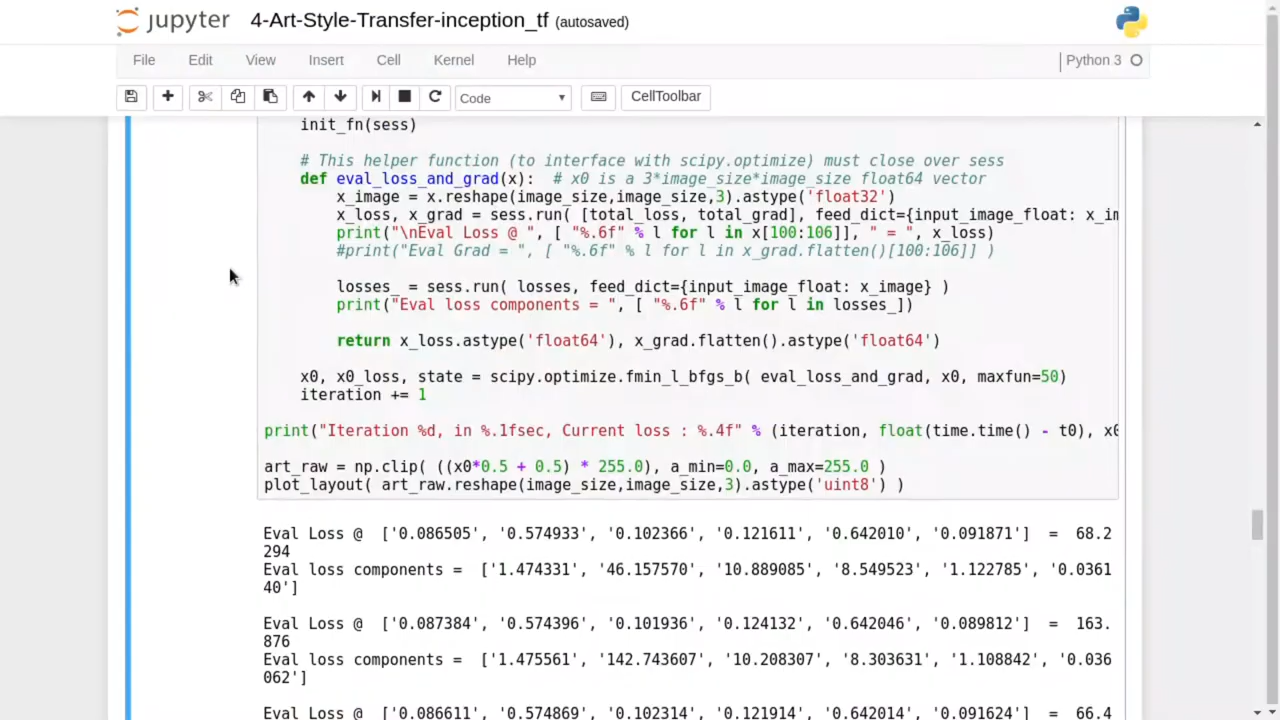 jupyter 4-Art-Style-Transfer-inception_tf (autosaved)
File Edit View Insert Cell Kernel Help Python 3
Code CellToolbar
init_fn(sess)
# This helper function (to interface with scipy.optimize) must close over sess
def eval_loss_and_grad(x):  # x0 is a 3*image_size*image_size float64 vector
x_image = x.reshape(image_size,image_size,3).astype('float32')
x_loss, x_grad = sess.run( [total_loss, total_grad], feed_dict={input_image_float: x_im
print("\nEval Loss @ ", [ "%.6f" % l for l in x[100:106]], " = ", x_loss)
#print("Eval Grad = ", [ "%.6f" % l for l in x_grad.flatten()[100:106]] )
losses_ = sess.run( losses, feed_dict={input_image_float: x_image} )
print("Eval loss components = ", [ "%.6f" % l for l in losses_])
return x_loss.astype('float64'), x_grad.flatten().astype('float64')
x0, x0_loss, state = scipy.optimize.fmin_l_bfgs_b( eval_loss_and_grad, x0, maxfun=50)
iteration += 1
print("Iteration %d, in %.1fsec, Current loss : %.4f" % (iteration, float(time.time() - t0), x0
art_raw = np.clip( ((x0*0.5 + 0.5) * 255.0), a_min=0.0, a_max=255.0 )
plot_layout( art_raw.reshape(image_size,image_size,3).astype('uint8') )
Eval Loss @  ['0.086505', '0.574933', '0.102366', '0.121611', '0.642010', '0.091871']  =  68.2
294
Eval loss components =  ['1.474331', '46.157570', '10.889085', '8.549523', '1.122785', '0.0361
40']
Eval Loss @  ['0.087384', '0.574396', '0.101936', '0.124132', '0.642046', '0.089812']  =  163.
876
Eval loss components =  ['1.475561', '142.743607', '10.208307', '8.303631', '1.108842', '0.036
062']
Eval Loss @  ['0.086611', '0.574869', '0.102314', '0.121914', '0.642014', '0.091624']  =  66.4